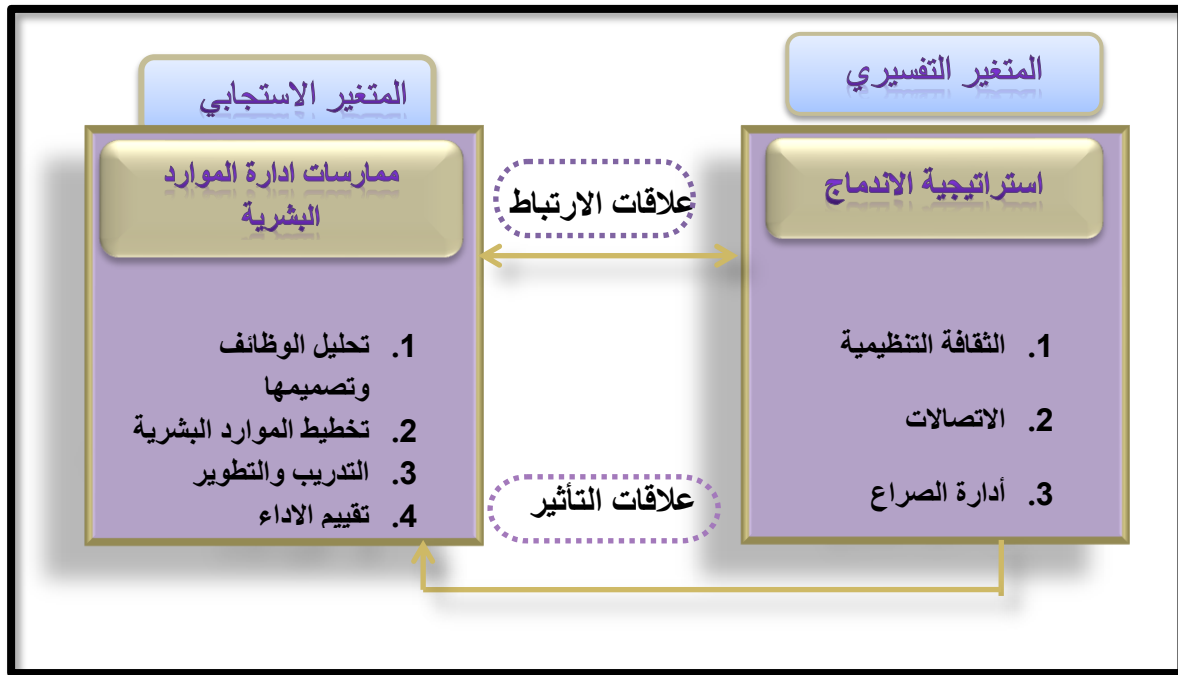 المتغير التفسيري
استراتيجية الاندماج
1. الثقافة التنظيمية
2. الاتصالات
3. أدارة الصراع
علاقات الارتباط
علاقات التأثير
المتغير الاستجابي
ممارسات ادارة الموارد
البشرية
1. تحليل الوظائف
وتصميمها
2. تخطيط الموارد البشرية
3. التدريب والتطوير
4. تقييم الاداء